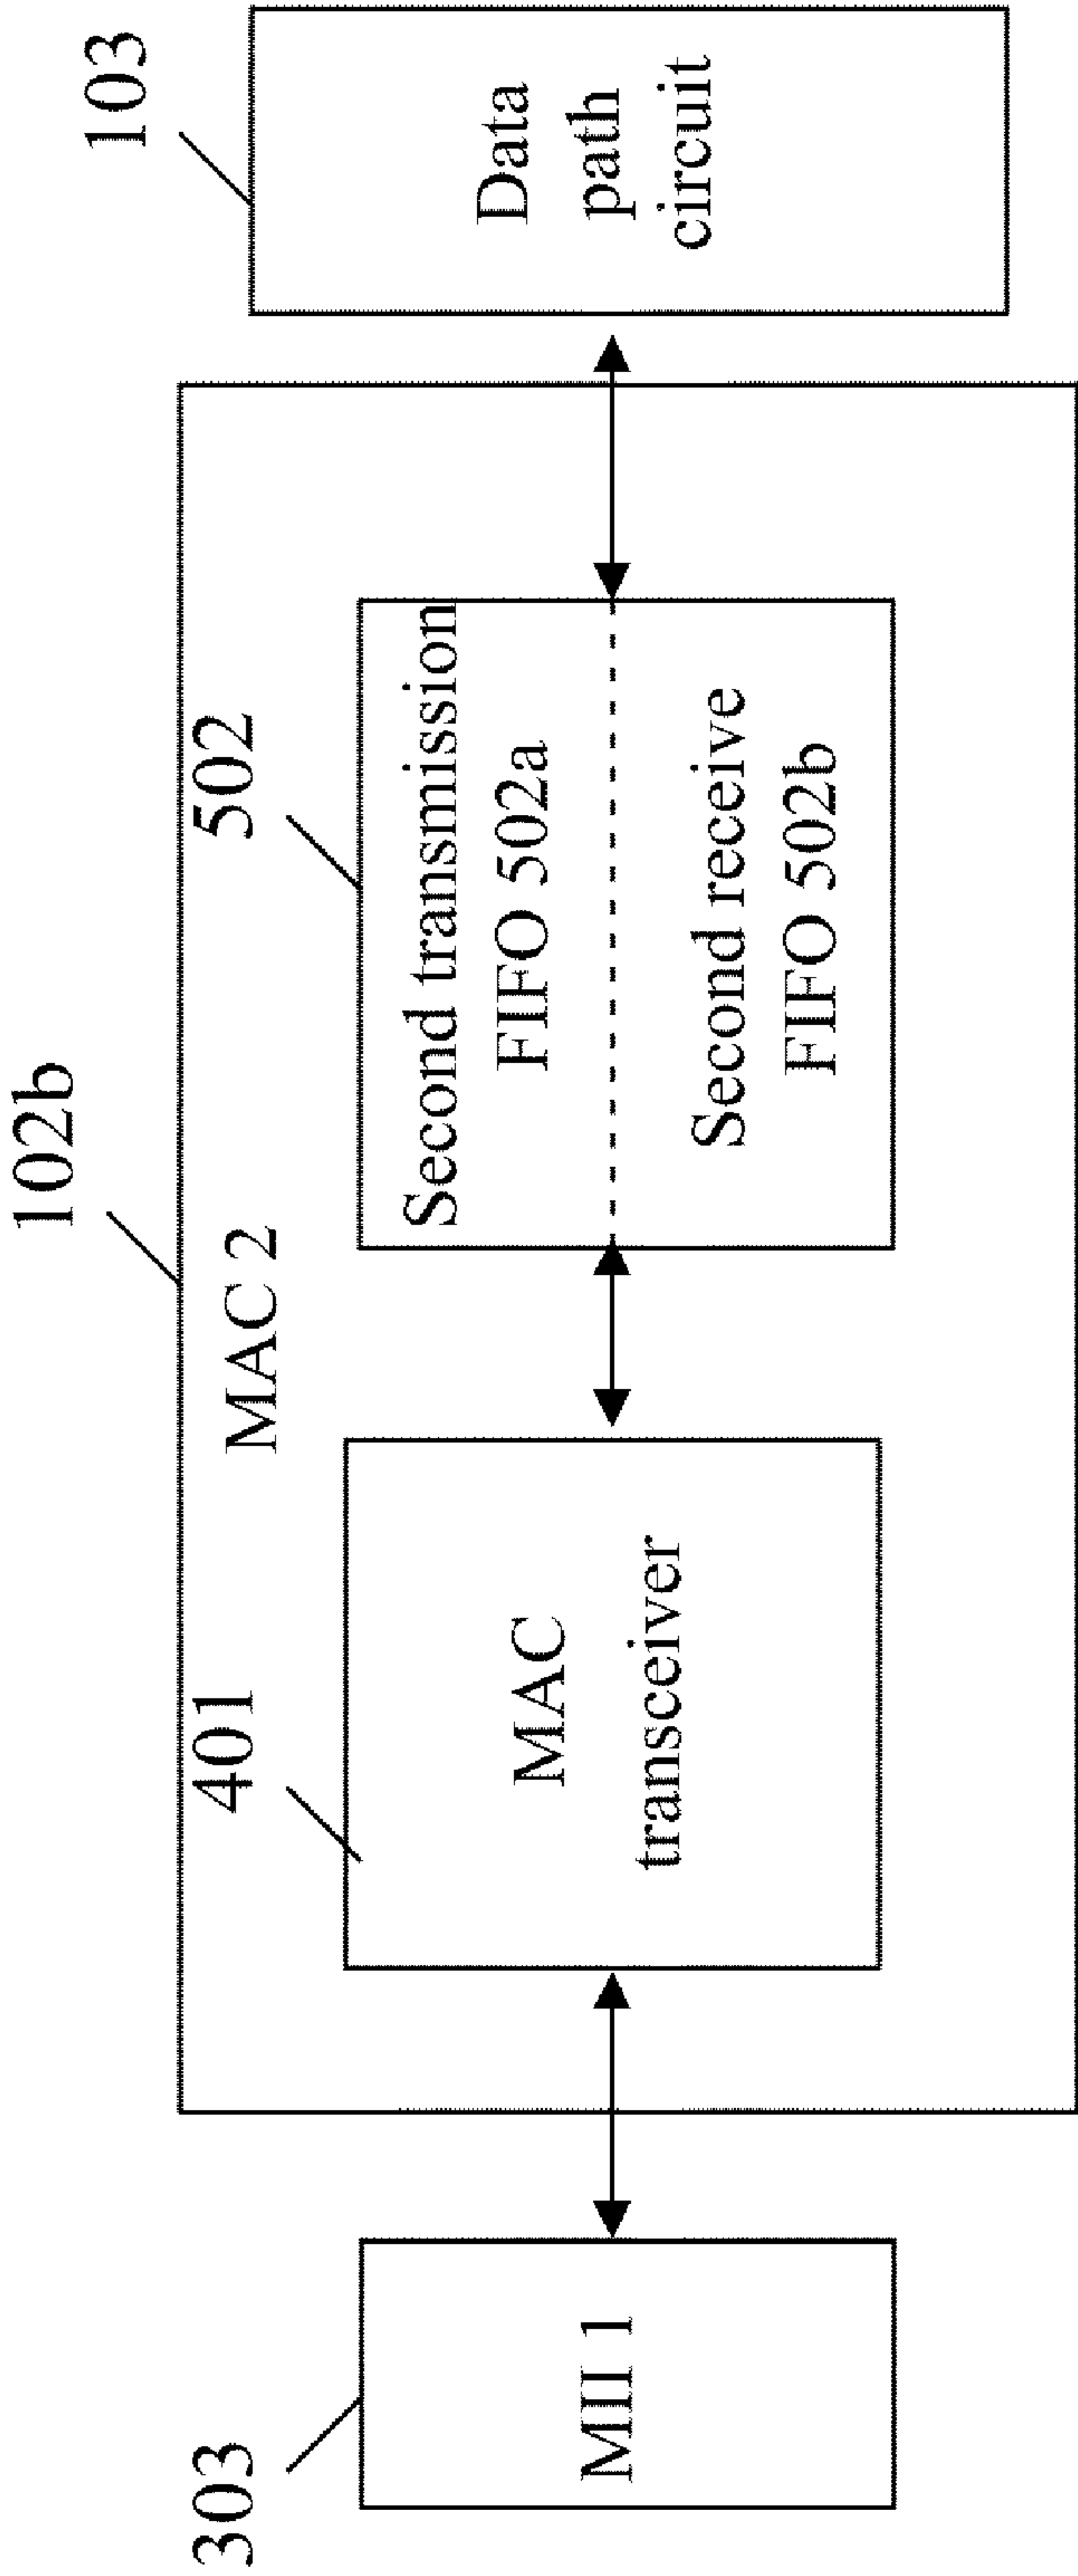 102b
103
502
401
303
MAC 2
MII 1
MAC
transceiver
Second transmission
FIFO 502a
Second receive
FIFO 502b
Data
path
circuit